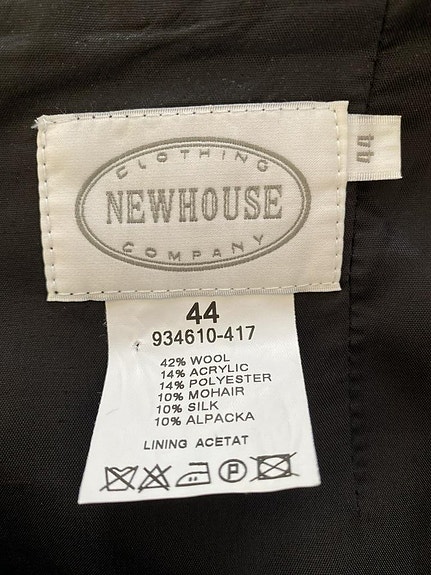 CLOTHING
NEWHOUSE
COMPANY
44
44
934610-417
42% WOOL
14% ACRYLIC
14% POLYESTER
10% MOHAIR
10% SILK
10% ALPACKA
LINING ACETAT
P